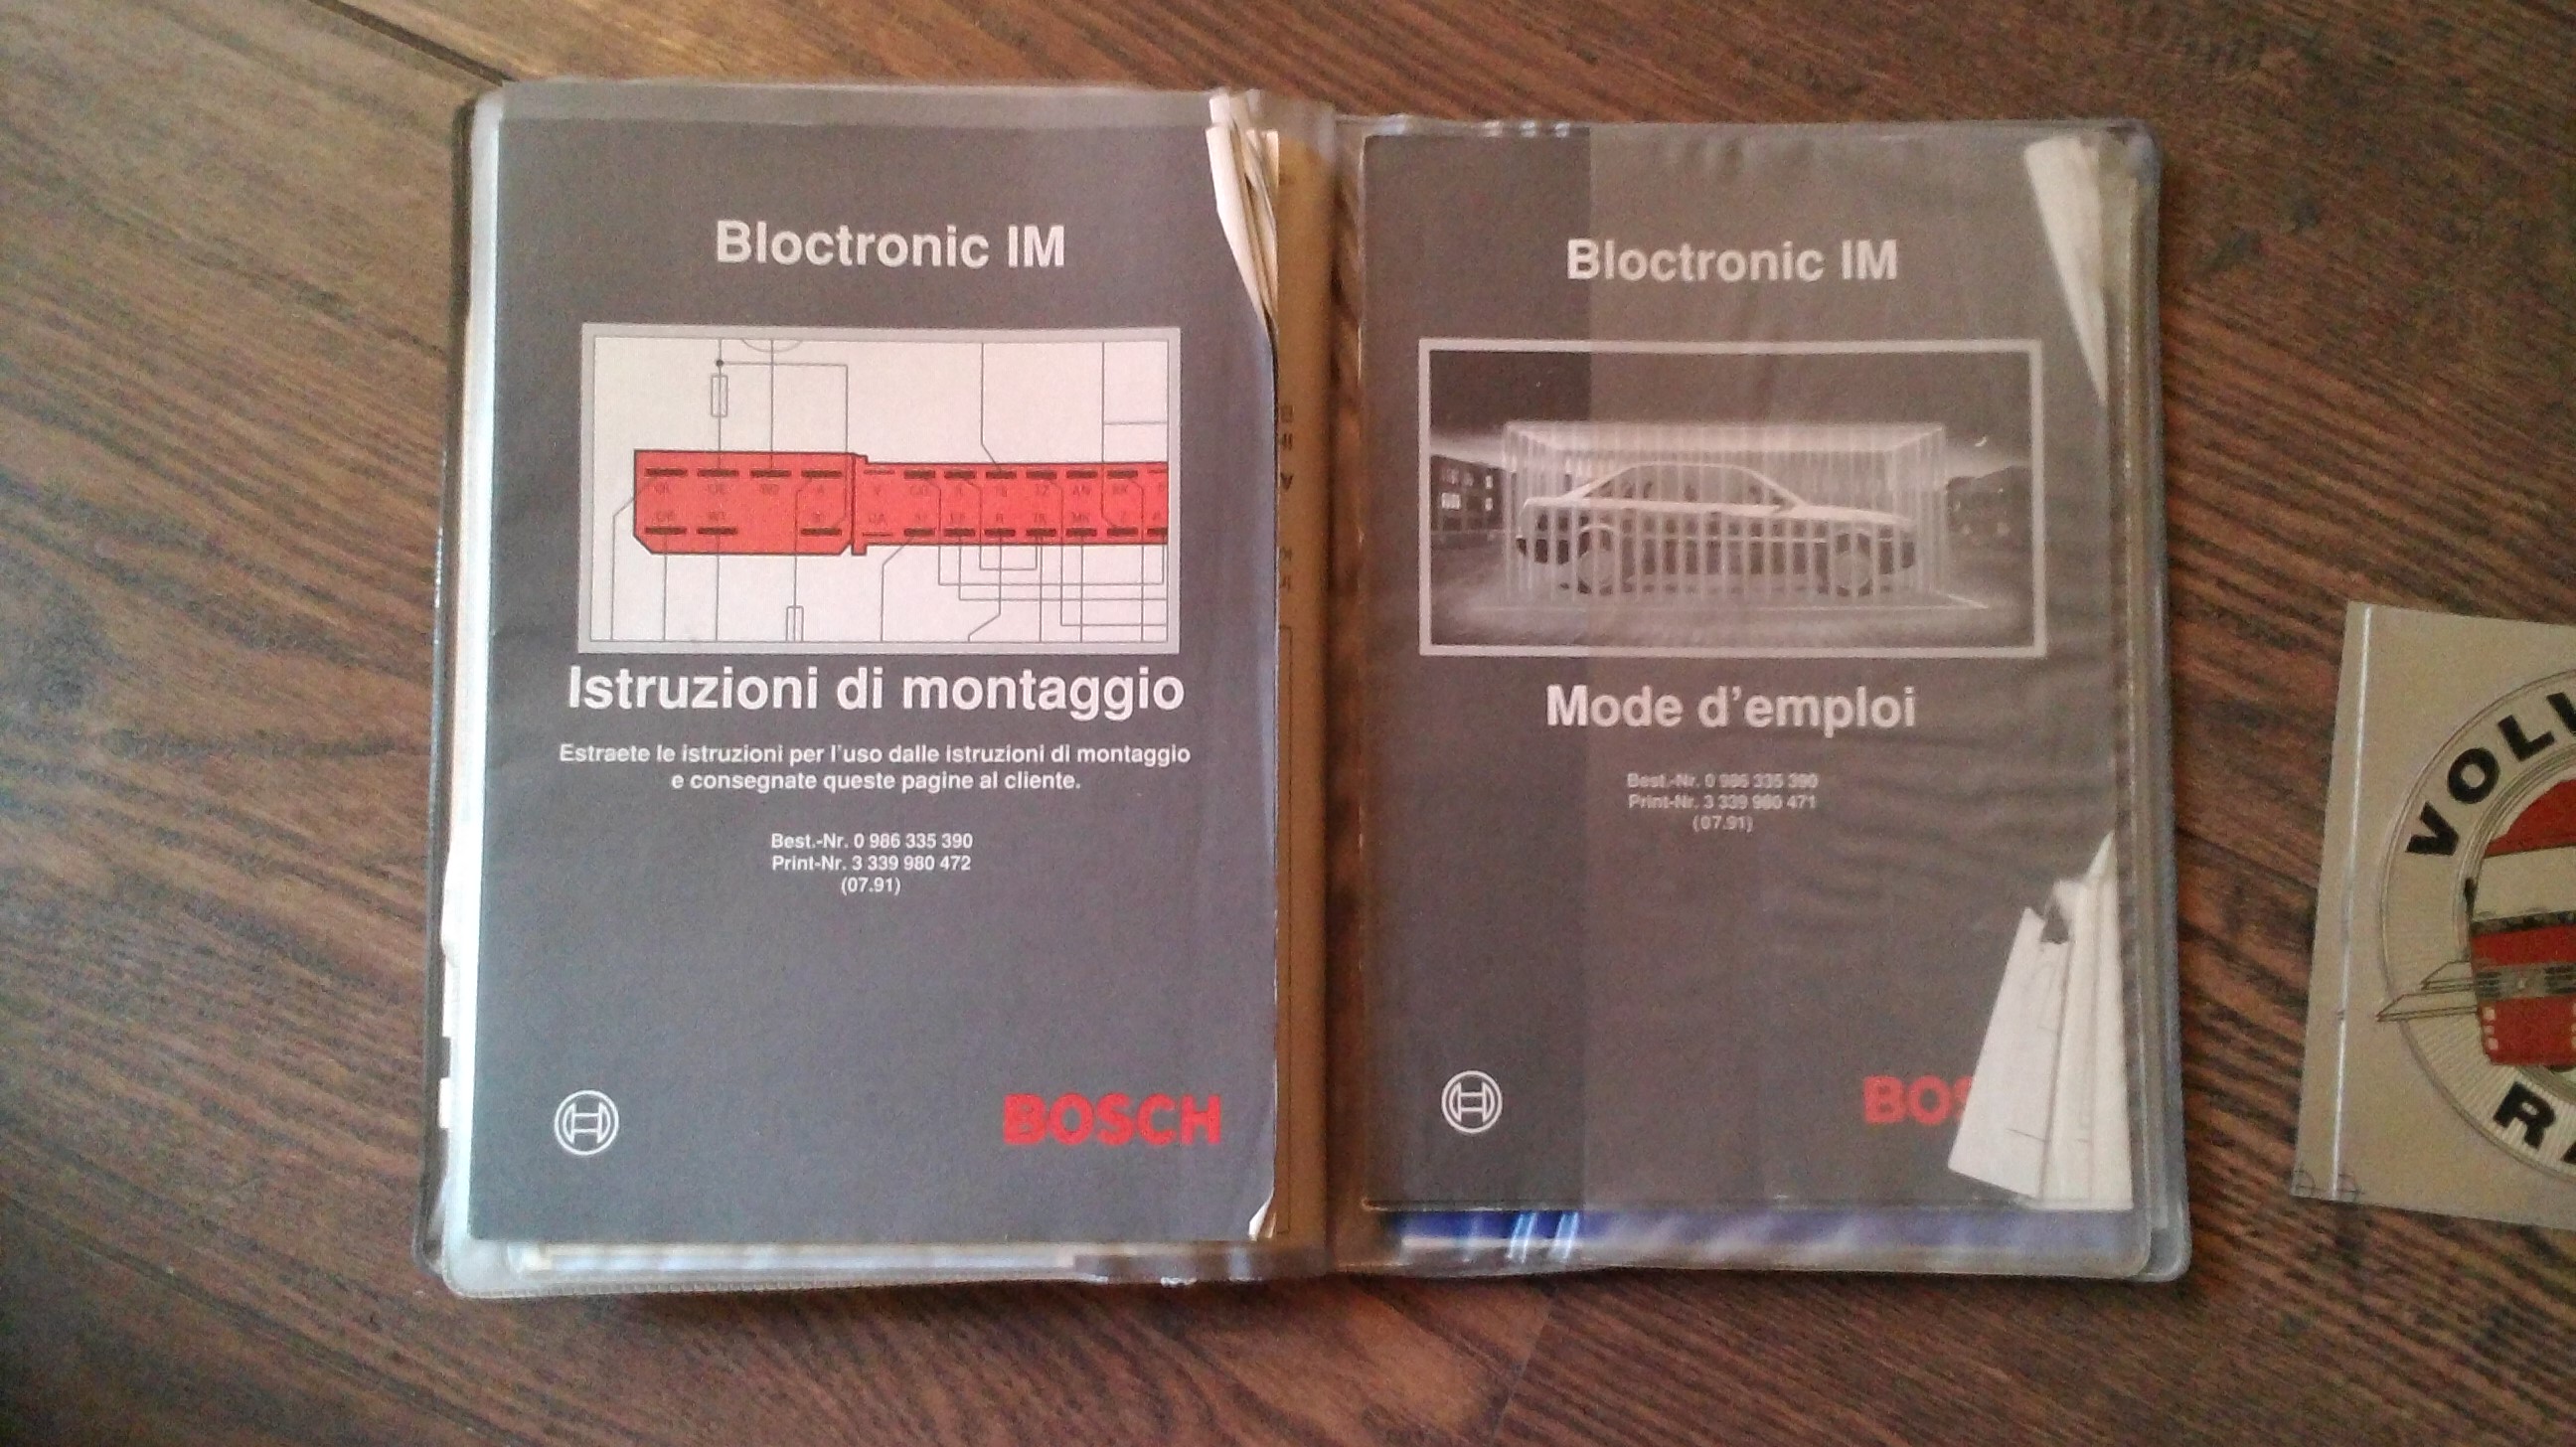 Bloctronic IM
Istruzioni di montaggio
Estraete le istruzioni per l'uso dalle istruzioni di montaggio
e consegnate queste pagine al cliente.
Best.-Nr. 0 986 335 390
Print-Nr. 3 339 980 472
(07.91)
BOSCH
Bloctronic IM
Mode d'emploi
Best.-Nr. 0 986 335 390
Print-Nr. 3 339 980 471
(07.91)
BOS